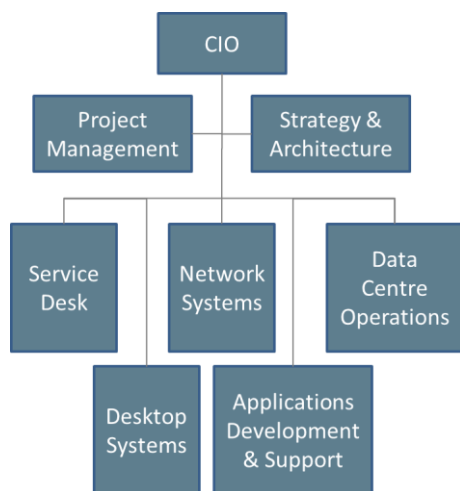 CIO
Project
Management
Strategy &
Architecture
Service
Desk
Network
Systems
Data
Centre
Operations
Desktop
Systems
Applications
Development
& Support